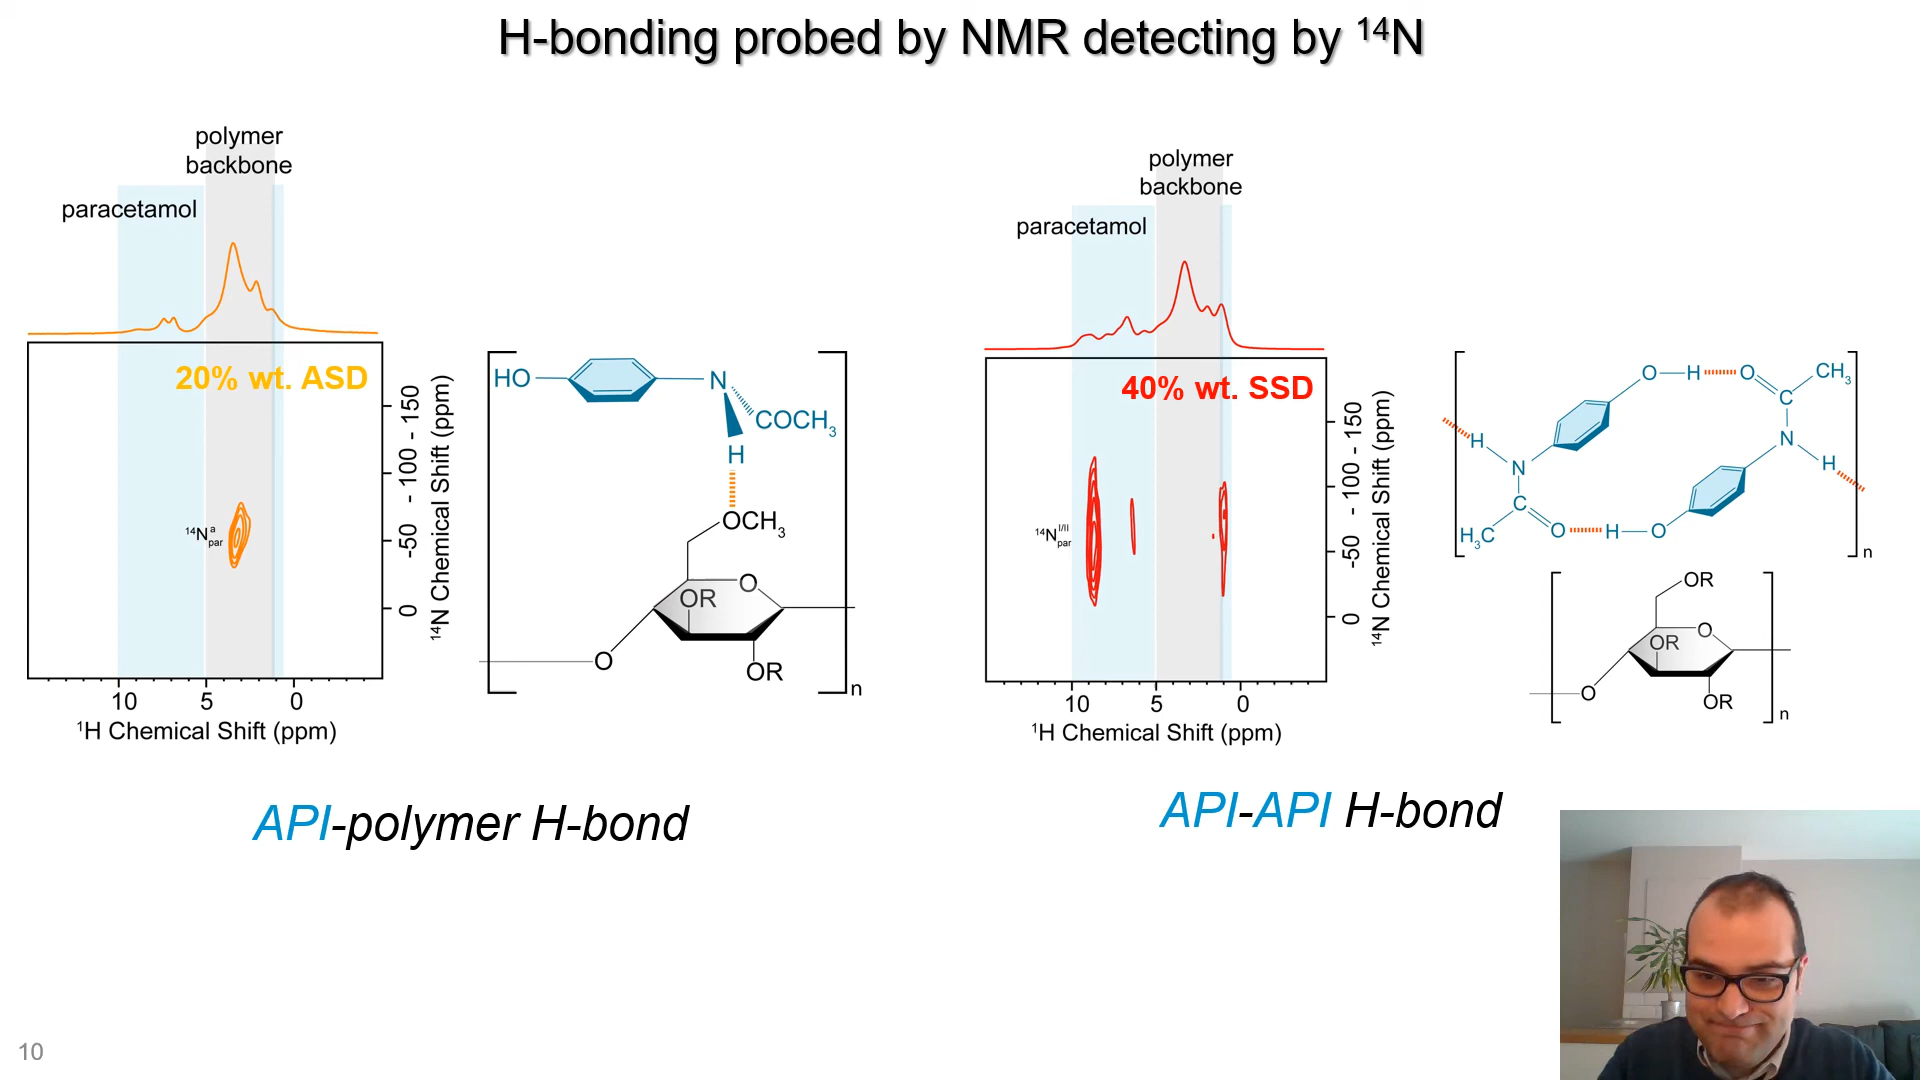 H-bonding probed by NMR detecting by ¹⁴N
polymer
backbone
paracetamol
20% wt. ASD
¹⁴Nᵃpar
-150
-100
-50
0
¹⁴N Chemical Shift (ppm)
10 5 0
¹H Chemical Shift (ppm)
HO
N
COCH₃
H
OCH₃
O
OR
O
OR
n
API-polymer H-bond
polymer
backbone
paracetamol
40% wt. SSD
¹⁴Nᴵ/ᴵᴵpar
-150
-100
-50
0
¹⁴N Chemical Shift (ppm)
10 5 0
¹H Chemical Shift (ppm)
O H O CH₃
C
H N
N H
C
H₃C O H O
n
OR
O
OR
O
OR
n
API-API H-bond
10